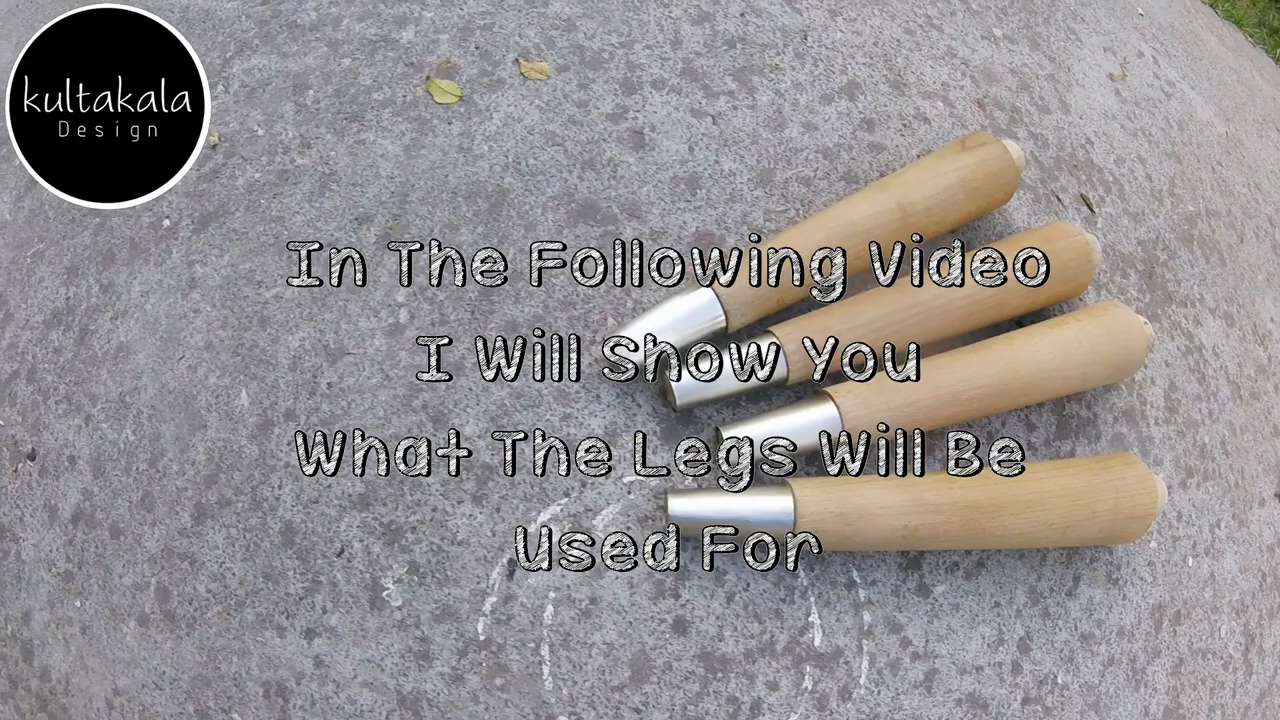 kultakala
Design
In The Following Video
I Will Show You
What The Legs Will Be
Used For